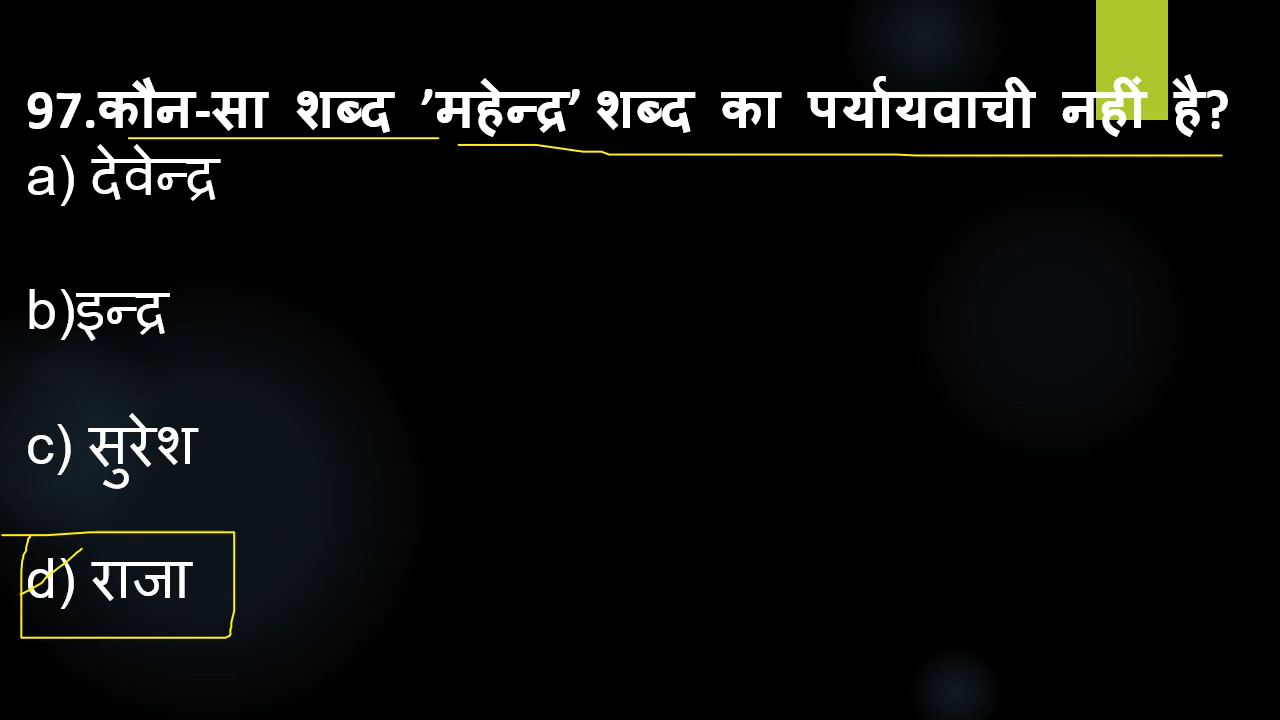 97.कौन-सा शब्द ’महेन्द्र’ शब्द का पर्यायवाची नहीं है?
a) देवेन्द्र
b)इन्द्र
c) सुरेश
d) राजा